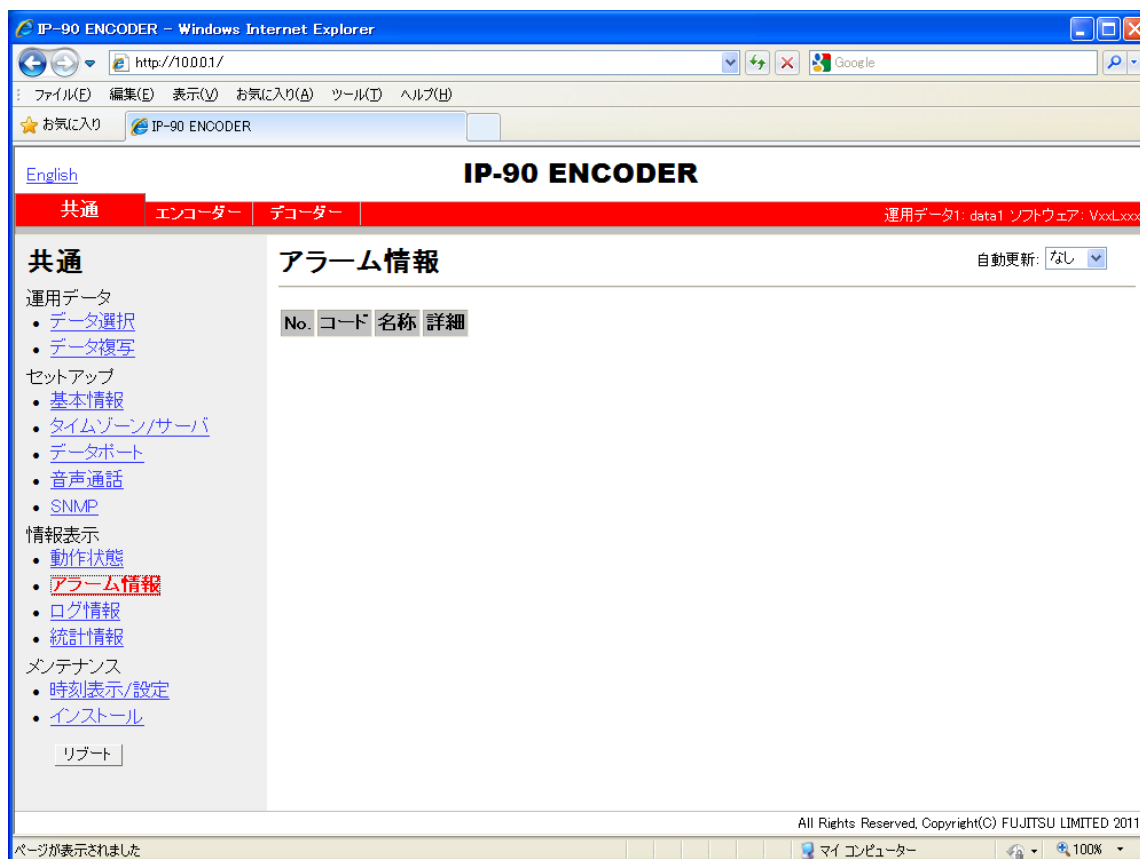 IP-90 ENCODER - Windows Internet Explorer
http://10.0.0.1/
Google
ファイル(F) 編集(E) 表示(V) お気に入り(A) ツール(T) ヘルプ(H)
お気に入り IP-90 ENCODER
English IP-90 ENCODER
共通 エンコーダー デコーダー 運用データ1: data1 ソフトウェア: VxxLxxx
共通
運用データ
・データ選択
・データ複写
セットアップ
・基本情報
・タイムゾーン/サーバ
・データポート
・音声通話
・SNMP
情報表示
・動作状態
・アラーム情報
・ログ情報
・統計情報
メンテナンス
・時刻表示/設定
・インストール
リブート
アラーム情報 自動更新: なし
No. コード 名称 詳細
All Rights Reserved, Copyright(C) FUJITSU LIMITED 2011
ページが表示されました マイ コンピューター 100%